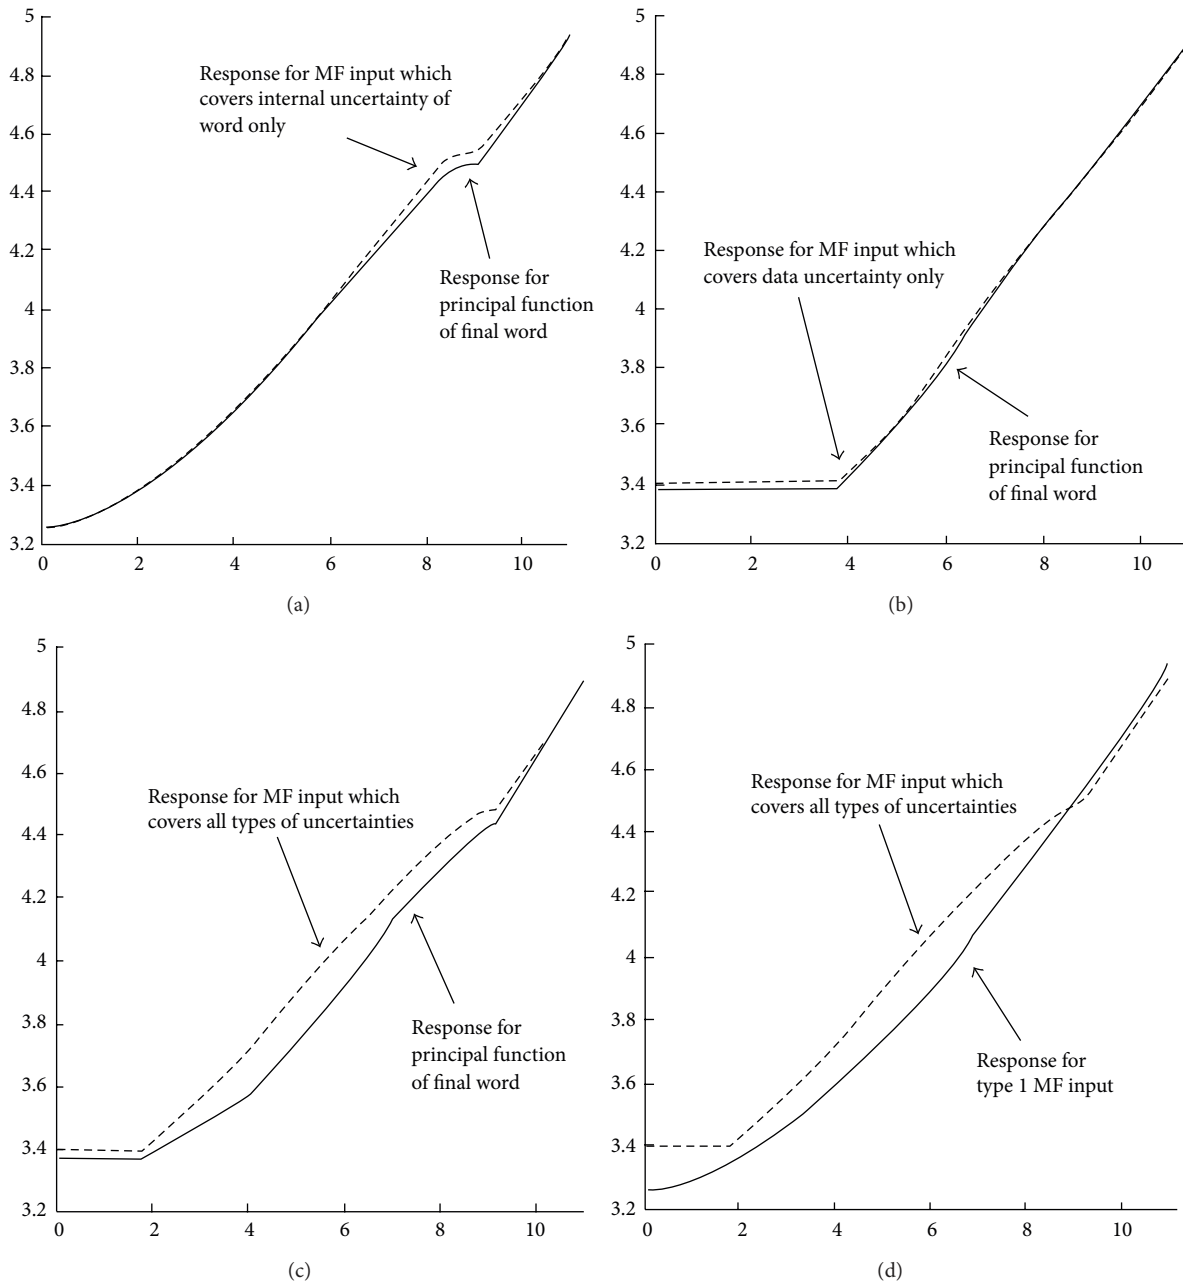 5
4.8
4.6
4.4
4.2
4
3.8
3.6
3.4
3.2
0
2
4
6
8
10
Response for MF input which
covers internal uncertainty of
word only
Response for
principal function
of final word
(a)
5
4.8
4.6
4.4
4.2
4
3.8
3.6
3.4
3.2
0
2
4
6
8
10
Response for MF input which
covers data uncertainty only
Response for
principal function
of final word
(b)
5
4.8
4.6
4.4
4.2
4
3.8
3.6
3.4
3.2
0
2
4
6
8
10
Response for MF input which
covers all types of uncertainties
Response for
principal function
of final word
(c)
5
4.8
4.6
4.4
4.2
4
3.8
3.6
3.4
3.2
0
2
4
6
8
10
Response for MF input which
covers all types of uncertainties
Response for
type 1 MF input
(d)